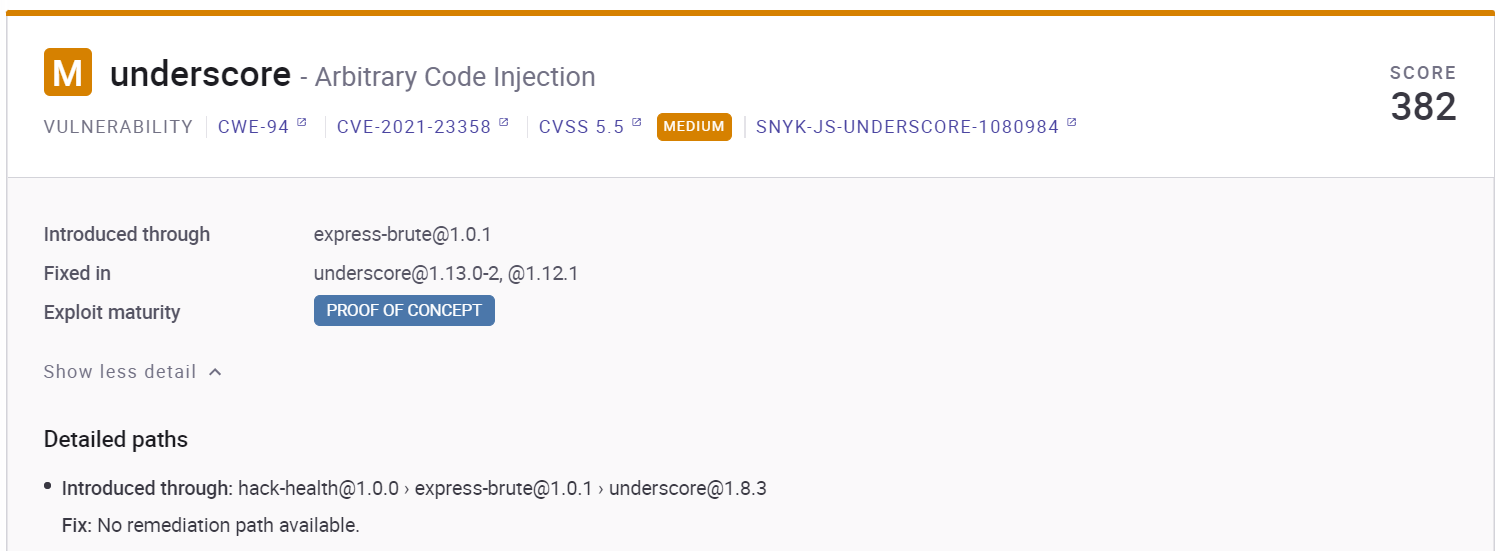 M underscore - Arbitrary Code Injection
SCORE
382
VULNERABILITY CWE-94 CVE-2021-23358 CVSS 5.5 MEDIUM SNYK-JS-UNDERSCORE-1080984
Introduced through express-brute@1.0.1
Fixed in underscore@1.13.0-2, @1.12.1
Exploit maturity PROOF OF CONCEPT
Show less detail
Detailed paths
• Introduced through: hack-health@1.0.0 › express-brute@1.0.1 › underscore@1.8.3
Fix: No remediation path available.